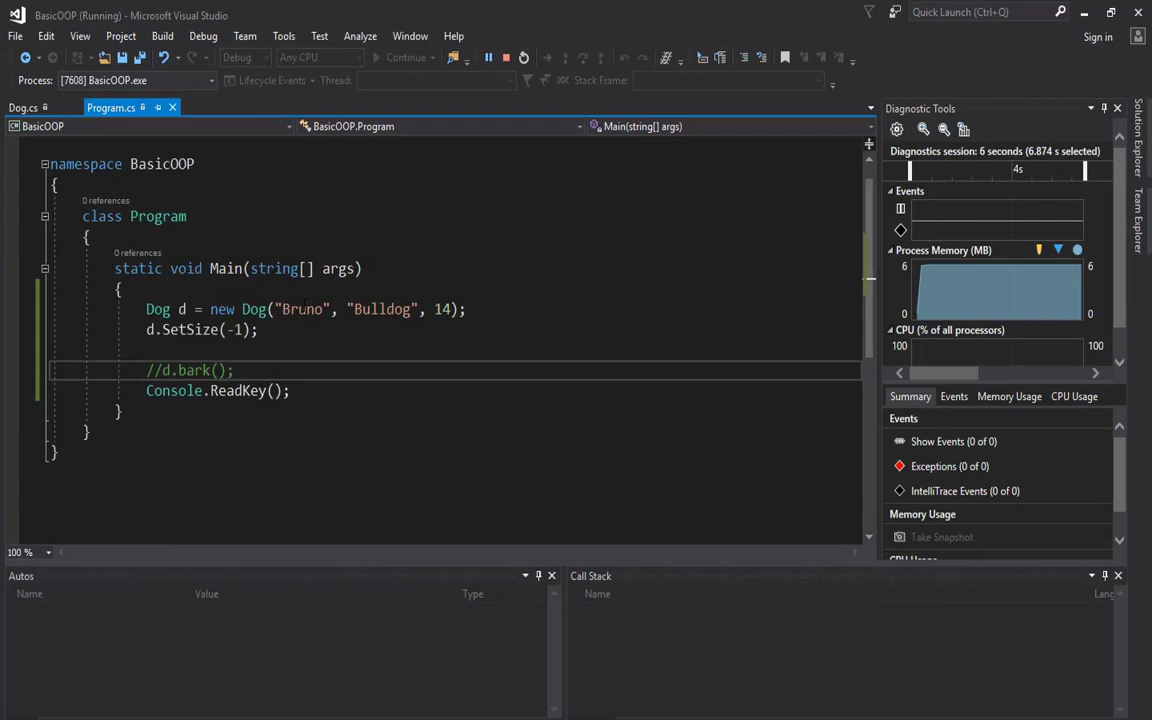 BasicOOP (Running) - Microsoft Visual Studio
Quick Launch (Ctrl+Q)
File Edit View Project Build Debug Team Tools Test Analyze Window Help
Sign in
Debug Any CPU Continue
Process: [7608] BasicOOP.exe Lifecycle Events Thread: Stack Frame:
Dog.cs Program.cs
BasicOOP BasicOOP.Program Main(string[] args)
namespace BasicOOP
{
0 references
class Program
{
0 references
static void Main(string[] args)
{
Dog d = new Dog("Bruno", "Bulldog", 14);
d.SetSize(-1);
//d.bark();
Console.ReadKey();
}
}
}
100 %
Diagnostic Tools
Diagnostics session: 6 seconds (6.874 s selected)
4s
Events
Process Memory (MB)
6 6
0 0
CPU (% of all processors)
100 100
Summary Events Memory Usage CPU Usage
Events
Show Events (0 of 0)
Exceptions (0 of 0)
IntelliTrace Events (0 of 0)
Memory Usage
Take Snapshot
CPU Usage
Solution Explorer
Team Explorer
Autos
Name Value Type
Call Stack
Name Lang